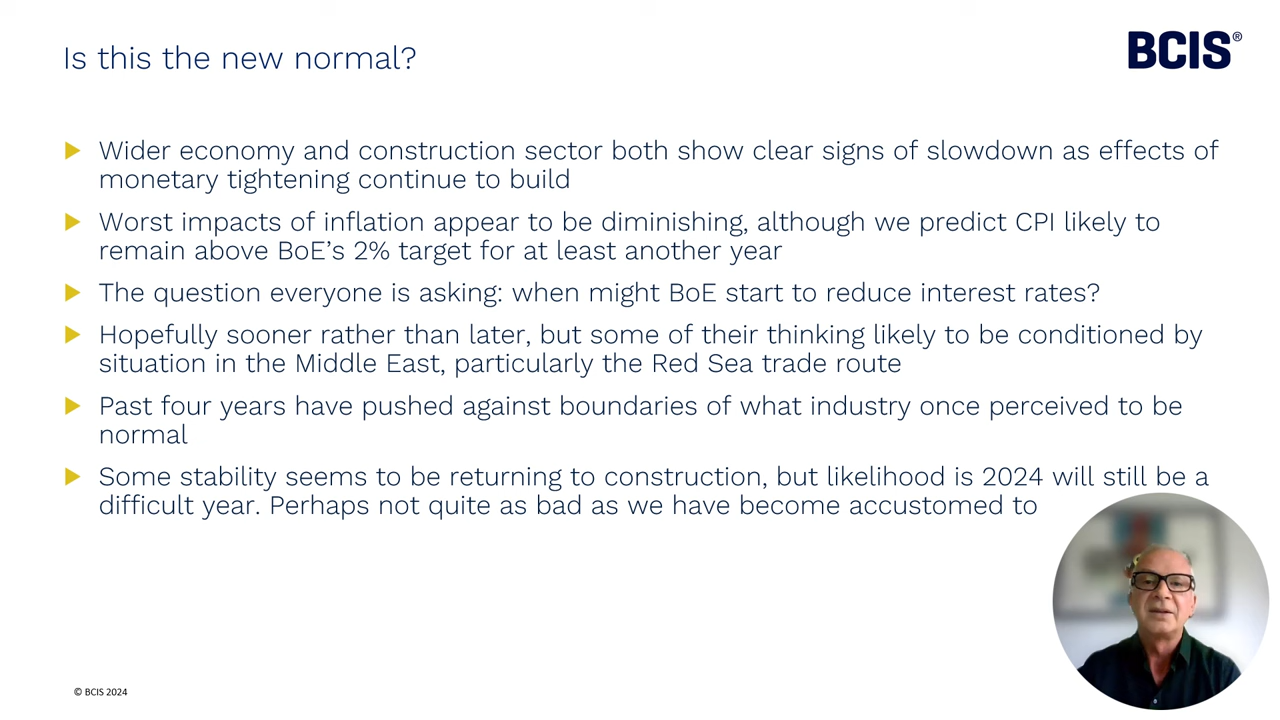 Is this the new normal?
BCIS®
Wider economy and construction sector both show clear signs of slowdown as effects of
monetary tightening continue to build
Worst impacts of inflation appear to be diminishing, although we predict CPI likely to
remain above BoE’s 2% target for at least another year
The question everyone is asking: when might BoE start to reduce interest rates?
Hopefully sooner rather than later, but some of their thinking likely to be conditioned by
situation in the Middle East, particularly the Red Sea trade route
Past four years have pushed against boundaries of what industry once perceived to be
normal
Some stability seems to be returning to construction, but likelihood is 2024 will still be a
difficult year. Perhaps not quite as bad as we have become accustomed to
© BCIS 2024